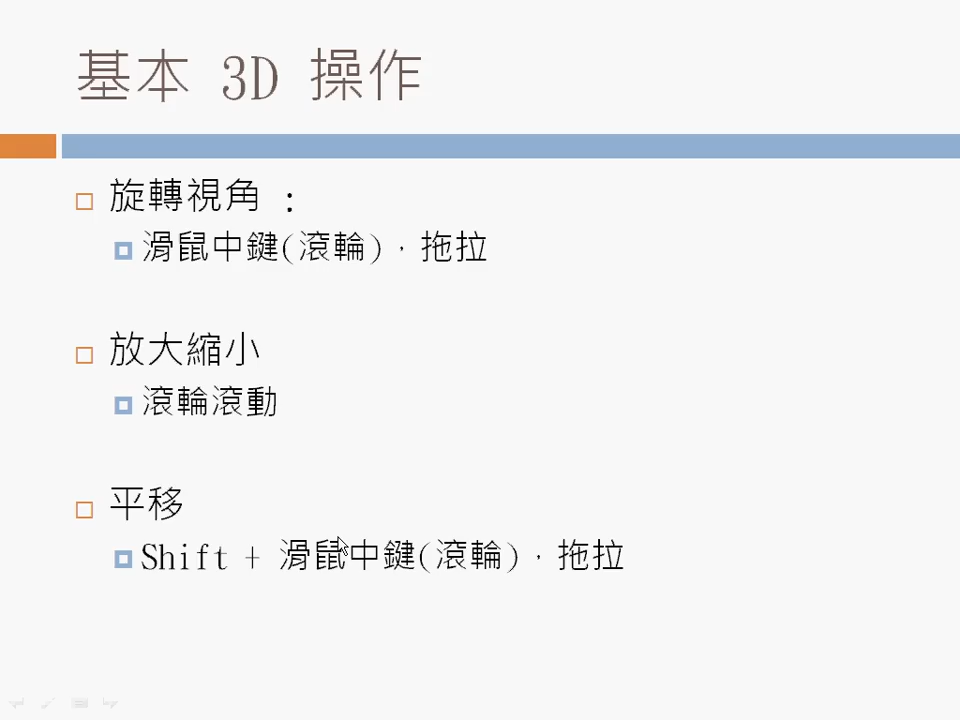 基本 3D 操作
旋轉視角 :
滑鼠中鍵(滾輪), 拖拉
放大縮小
滾輪滾動
平移
Shift + 滑鼠中鍵(滾輪), 拖拉